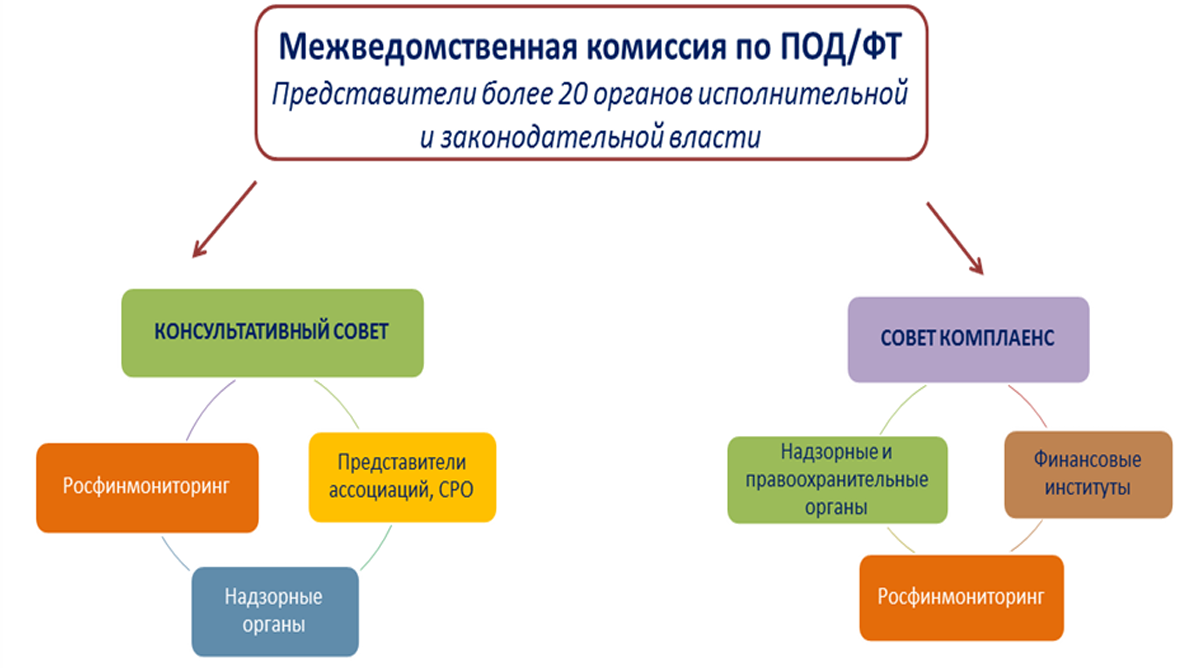 Межведомственная комиссия по ПОД/ФТ
Представители более 20 органов исполнительной
и законодательной власти
КОНСУЛЬТАТИВНЫЙ СОВЕТ
Росфинмониторинг
Представители
ассоциаций, СРО
Надзорные
органы
СОВЕТ КОМПЛАЕНС
Надзорные и
правоохранительные
органы
Финансовые
институты
Росфинмониторинг